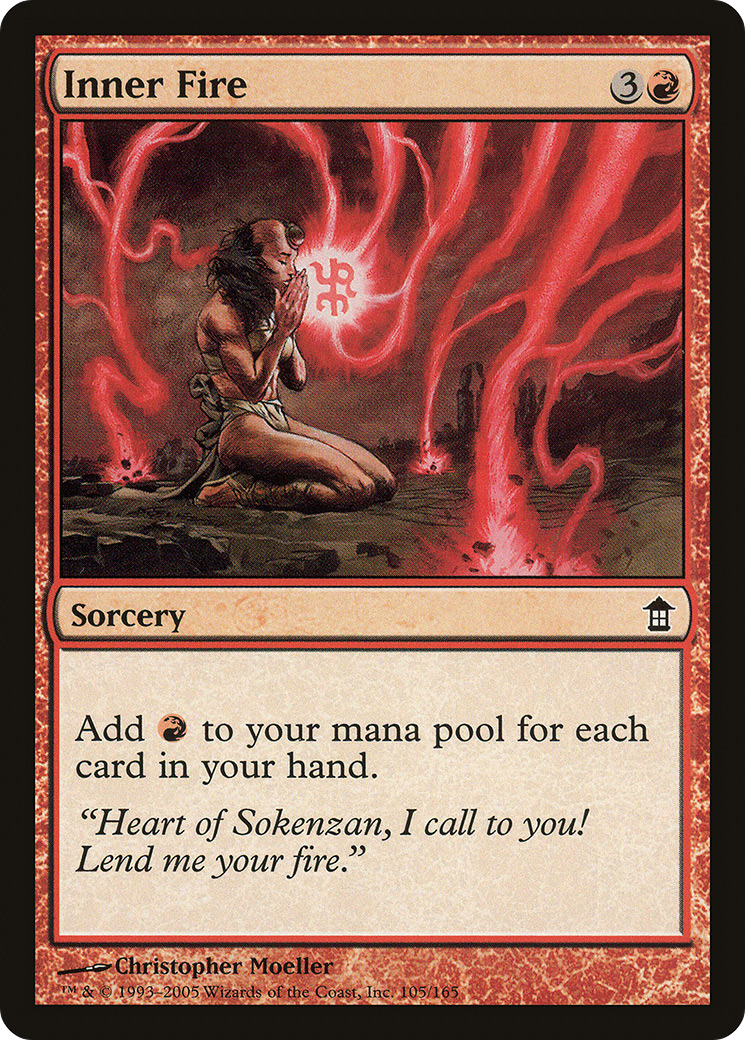 Inner Fire 3
Sorcery
Add to your mana pool for each
card in your hand.
“Heart of Sokenzan, I call to you!
Lend me your fire.”
Christopher Moeller
™ & © 1993–2005 Wizards of the Coast, Inc. 105/165